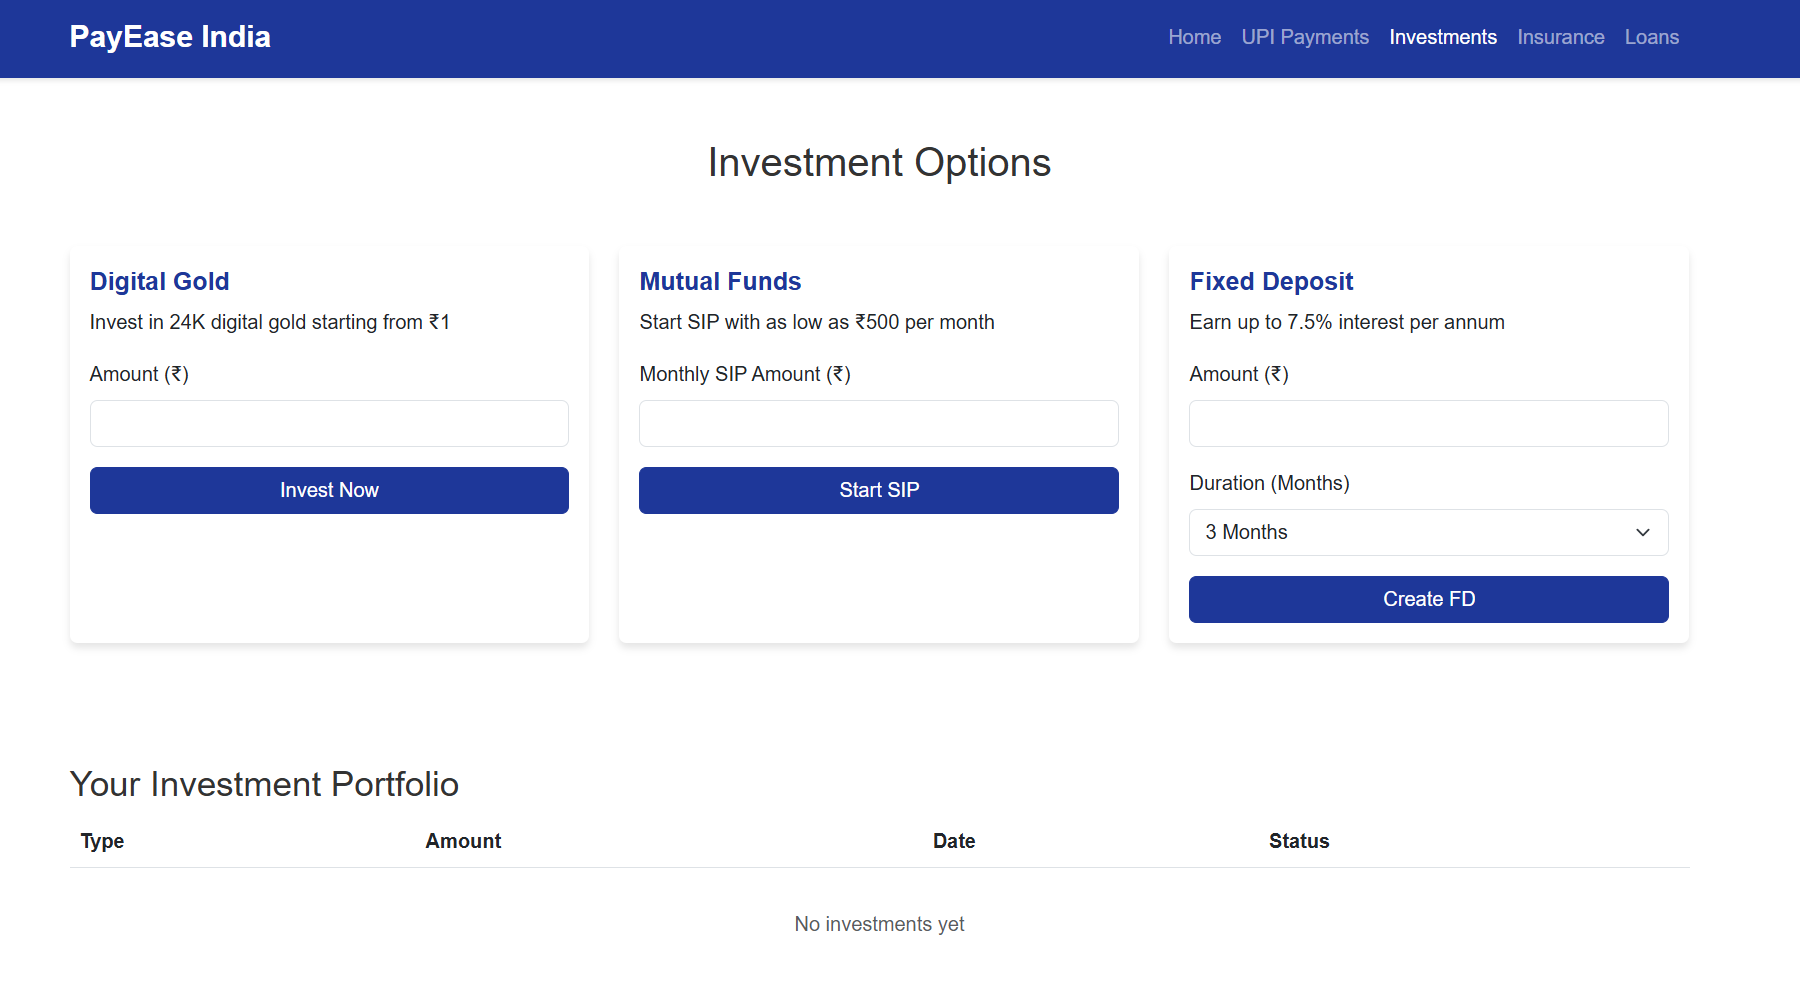 PayEase India
Home UPI Payments Investments Insurance Loans
Investment Options
Digital Gold
Invest in 24K digital gold starting from ₹1
Amount (₹)
Invest Now
Mutual Funds
Start SIP with as low as ₹500 per month
Monthly SIP Amount (₹)
Start SIP
Fixed Deposit
Earn up to 7.5% interest per annum
Amount (₹)
Duration (Months)
3 Months
Create FD
Your Investment Portfolio
Type Amount Date Status
No investments yet